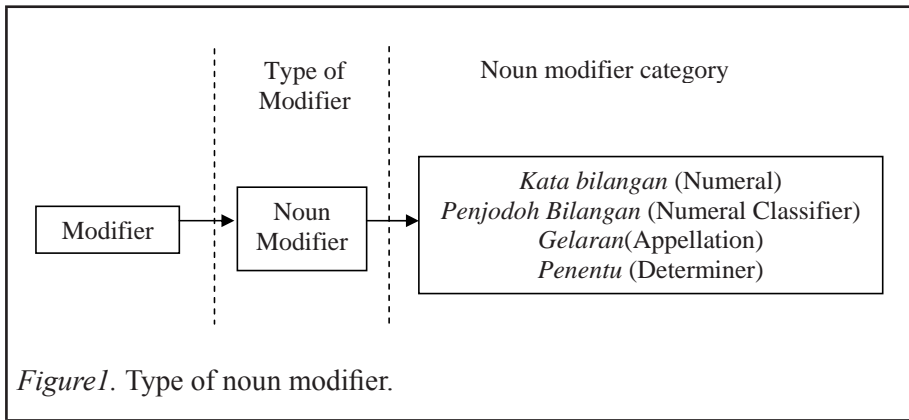 Type of
Modifier
Noun modifier category
Modifier
Noun
Modifier
Kata bilangan (Numeral)
Penjodoh Bilangan (Numeral Classifier)
Gelaran(Appellation)
Penentu (Determiner)
Figure1. Type of noun modifier.